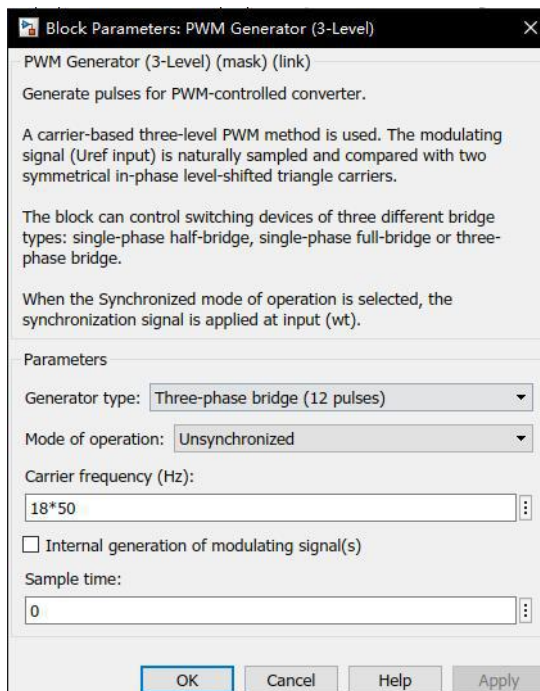 Block Parameters: PWM Generator (3-Level)
PWM Generator (3-Level) (mask) (link)
Generate pulses for PWM-controlled converter.
A carrier-based three-level PWM method is used. The modulating
signal (Uref input) is naturally sampled and compared with two
symmetrical in-phase level-shifted triangle carriers.
The block can control switching devices of three different bridge
types: single-phase half-bridge, single-phase full-bridge or three-
phase bridge.
When the Synchronized mode of operation is selected, the
synchronization signal is applied at input (wt).
Parameters
Generator type: Three-phase bridge (12 pulses)
Mode of operation: Unsynchronized
Carrier frequency (Hz):
18*50
Internal generation of modulating signal(s)
Sample time:
0
OK Cancel Help Apply